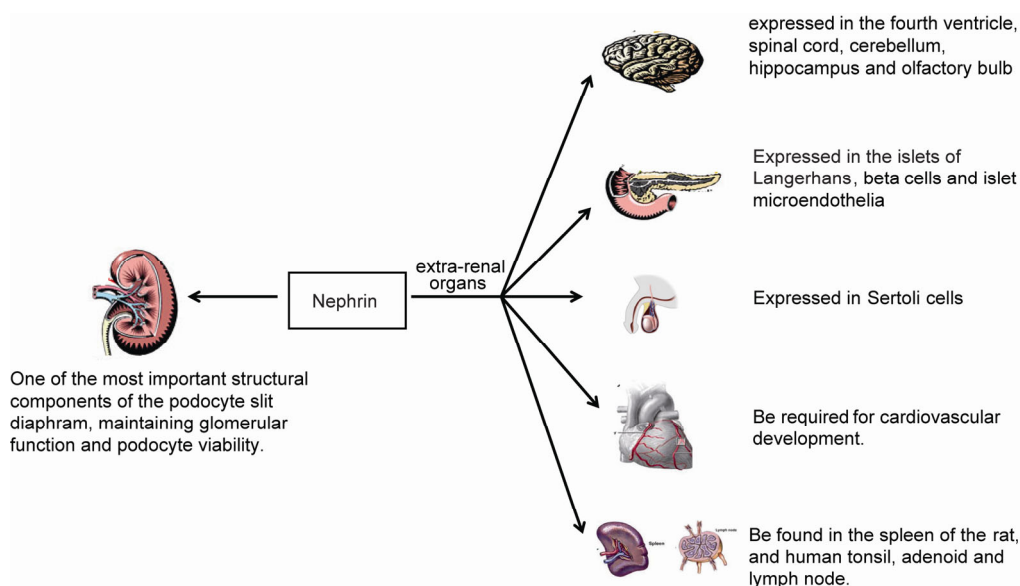 expressed in the fourth ventricle,
spinal cord, cerebellum,
hippocampus and olfactory bulb
Expressed in the islets of
Langerhans, beta cells and islet
microendothelia
extra-renal
organs
Nephrin
Expressed in Sertoli cells
One of the most important structural
components of the podocyte slit
diaphram, maintaining glomerular
function and podocyte viability.
Be required for cardiovascular
development.
Spleen
Lymph node
Be found in the spleen of the rat,
and human tonsil, adenoid and
lymph node.